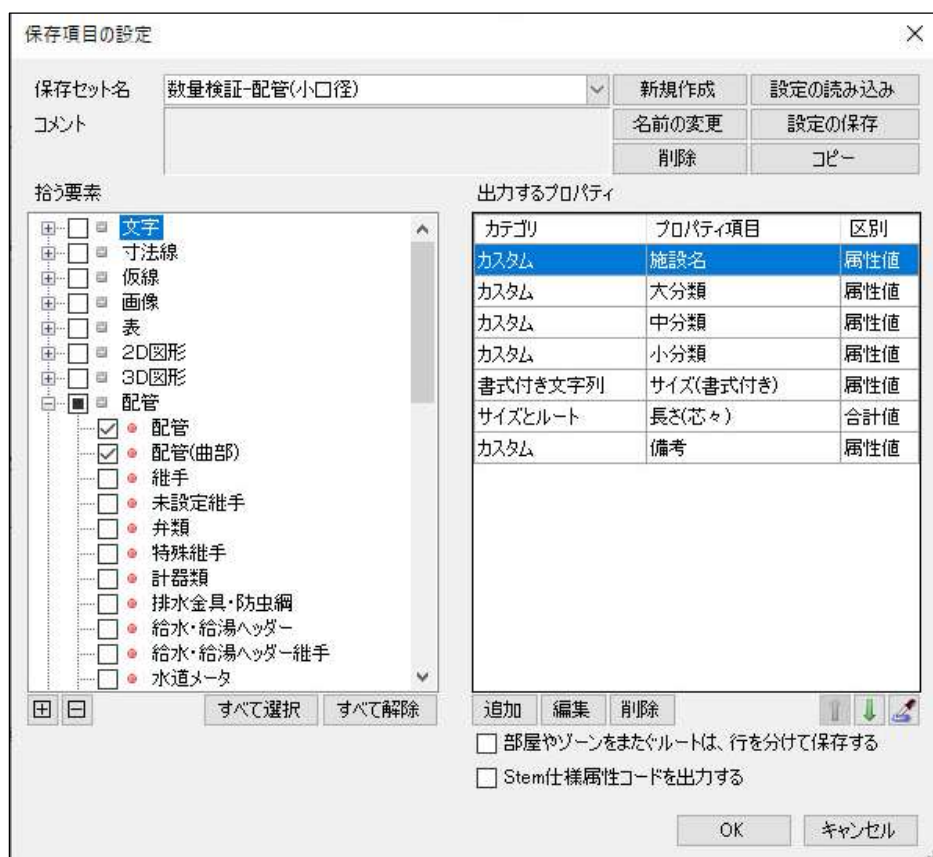 保存項目の設定
保存セット名 数量検証-配管(小口径) 新規作成 設定の読み込み
コメント 名前の変更 設定の保存
削除 コピー
拾う要素
文字
寸法線
仮線
画像
表
2D図形
3D図形
配管
配管
配管(曲部)
継手
未設定継手
弁類
特殊継手
計器類
排水金具・防虫網
給水・給湯ヘッダー
給水・給湯ヘッダー継手
水道メータ
すべて選択 すべて解除
出力するプロパティ
カテゴリ プロパティ項目 区別
カスタム 施設名 属性値
カスタム 大分類 属性値
カスタム 中分類 属性値
カスタム 小分類 属性値
書式付き文字列 サイズ(書式付き) 属性値
サイズとルート 長さ(芯々) 合計値
カスタム 備考 属性値
追加 編集 削除
部屋やゾーンをまたぐルートは、行を分けて保存する
Stem仕様属性コードを出力する
OK キャンセル